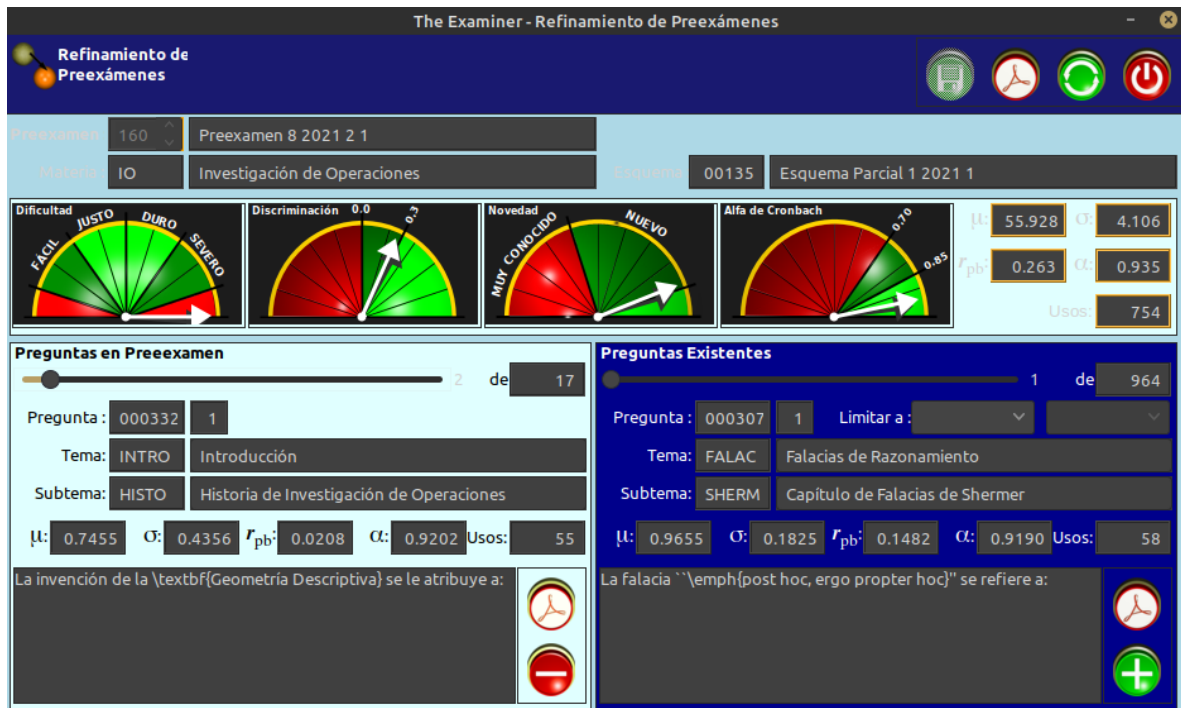 The Examiner - Refinamiento de Preexámenes
Refinamiento de
Preexámenes
Preexamen: 160 Preexamen 8 2021 2 1
Materia: IO Investigación de Operaciones Esquema: 00135 Esquema Parcial 1 2021 1
Dificultad FÁCIL JUSTO DURO SEVERO
Discriminación 0.0 0.3
Novedad MUY CONOCIDO NUEVO
Alfa de Cronbach 0.70 0.85
μ: 55.928 σ: 4.106
rpb: 0.263 α: 0.935
Usos: 754
Preguntas en Preeexamen
2 de 17
Pregunta : 000332 1
Tema: INTRO Introducción
Subtema: HISTO Historia de Investigación de Operaciones
μ: 0.7455 σ: 0.4356 rpb: 0.0208 α: 0.9202 Usos: 55
La invención de la \textbf{Geometría Descriptiva} se le atribuye a:
Preguntas Existentes
1 de 964
Pregunta : 000307 1 Limitar a :
Tema: FALAC Falacias de Razonamiento
Subtema: SHERM Capítulo de Falacias de Shermer
μ: 0.9655 σ: 0.1825 rpb: 0.1482 α: 0.9190 Usos: 58
La falacia ``\emph{post hoc, ergo propter hoc}'' se refiere a: